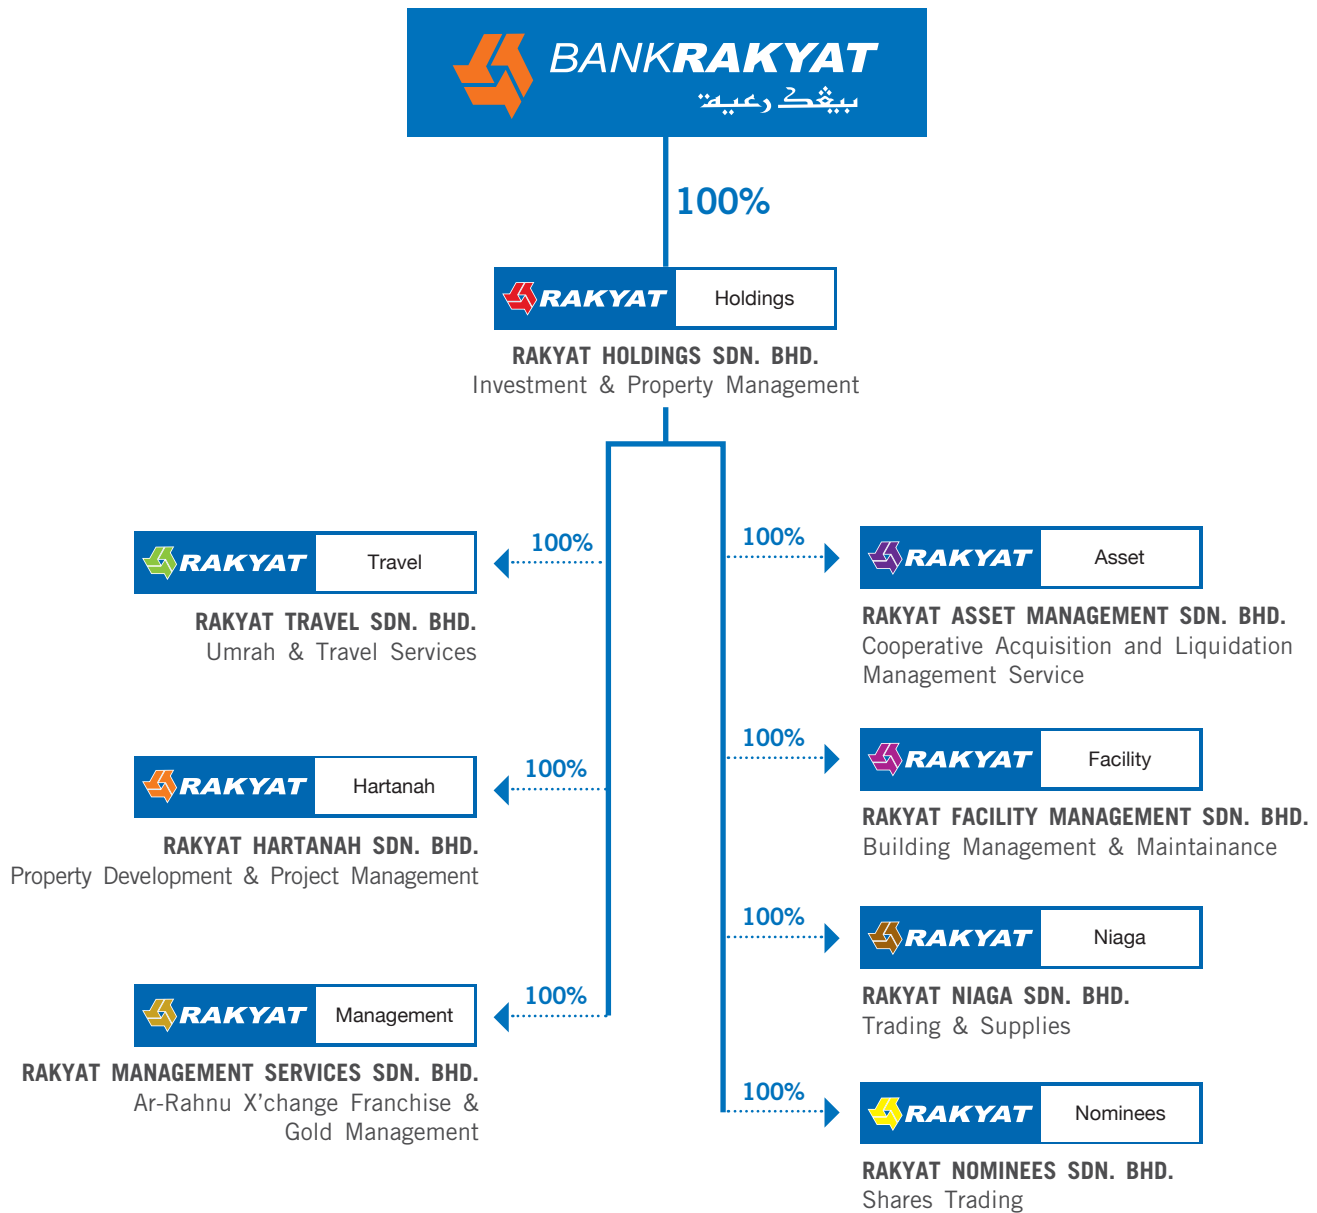 BANKRAKYAT
بيڠک رعية
100%
RAKYAT Holdings
RAKYAT HOLDINGS SDN. BHD.
Investment & Property Management
100%
RAKYAT Travel
RAKYAT TRAVEL SDN. BHD.
Umrah & Travel Services
100%
RAKYAT Hartanah
RAKYAT HARTANAH SDN. BHD.
Property Development & Project Management
100%
RAKYAT Management
RAKYAT MANAGEMENT SERVICES SDN. BHD.
Ar-Rahnu X’change Franchise &
Gold Management
100%
RAKYAT Asset
RAKYAT ASSET MANAGEMENT SDN. BHD.
Cooperative Acquisition and Liquidation
Management Service
100%
RAKYAT Facility
RAKYAT FACILITY MANAGEMENT SDN. BHD.
Building Management & Maintainance
100%
RAKYAT Niaga
RAKYAT NIAGA SDN. BHD.
Trading & Supplies
100%
RAKYAT Nominees
RAKYAT NOMINEES SDN. BHD.
Shares Trading